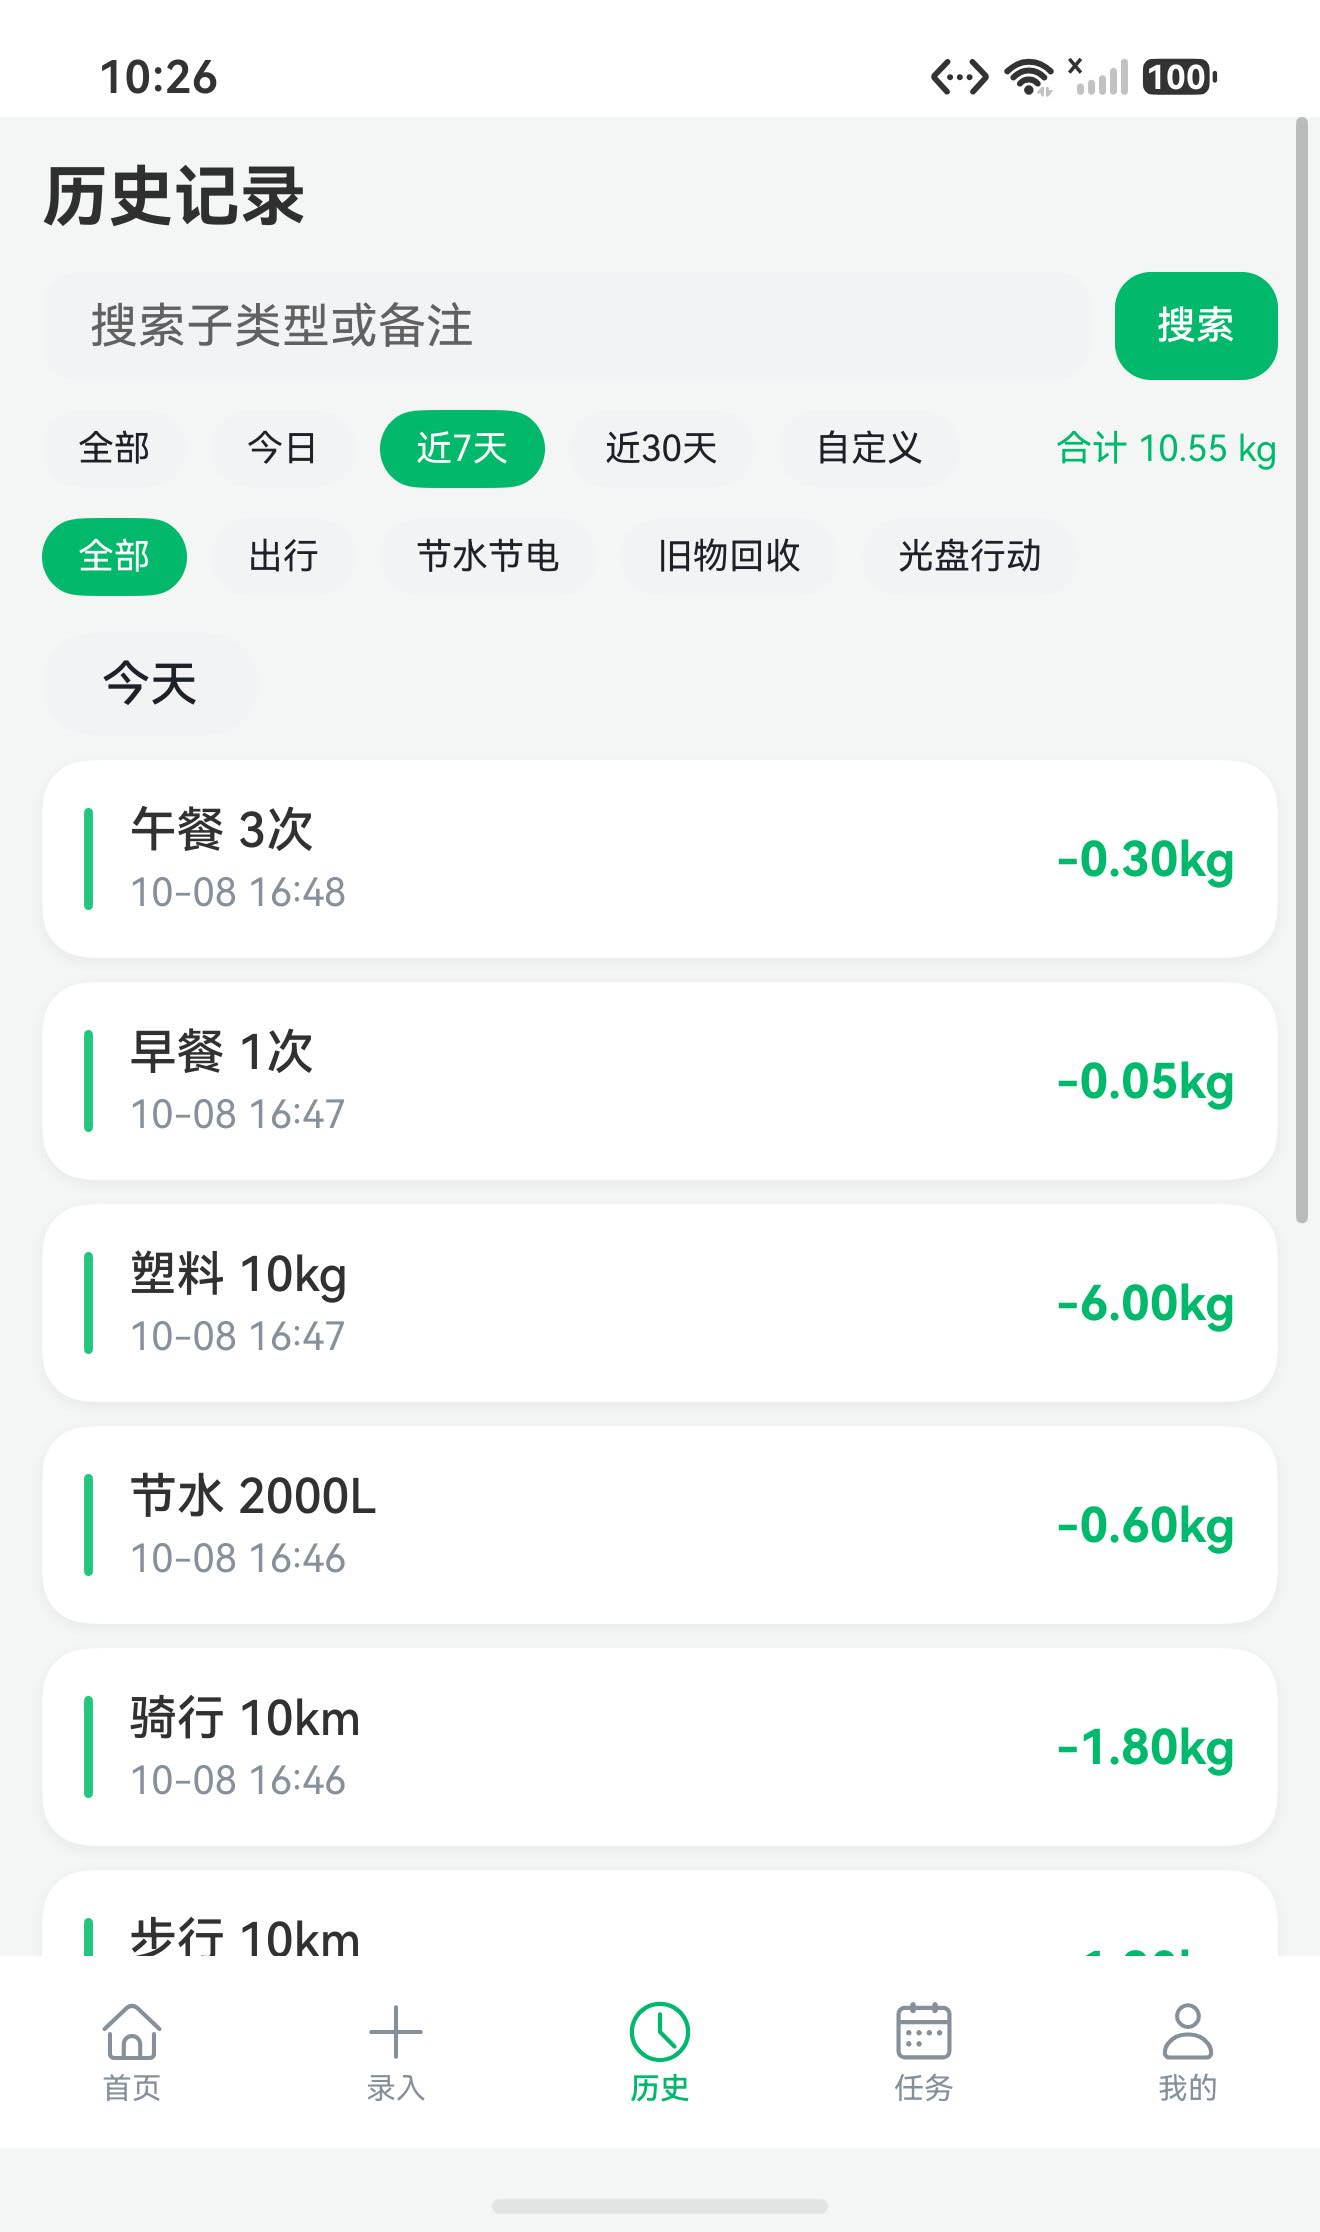 10:26
100
历史记录
搜索子类型或备注
搜索
全部 今日 近7天 近30天 自定义 合计 10.55 kg
全部 出行 节水节电 旧物回收 光盘行动
今天
午餐 3次
10-08 16:48
-0.30kg
早餐 1次
10-08 16:47
-0.05kg
塑料 10kg
10-08 16:47
-6.00kg
节水 2000L
10-08 16:46
-0.60kg
骑行 10km
10-08 16:46
-1.80kg
步行 10km
首页 录入 历史 任务 我的